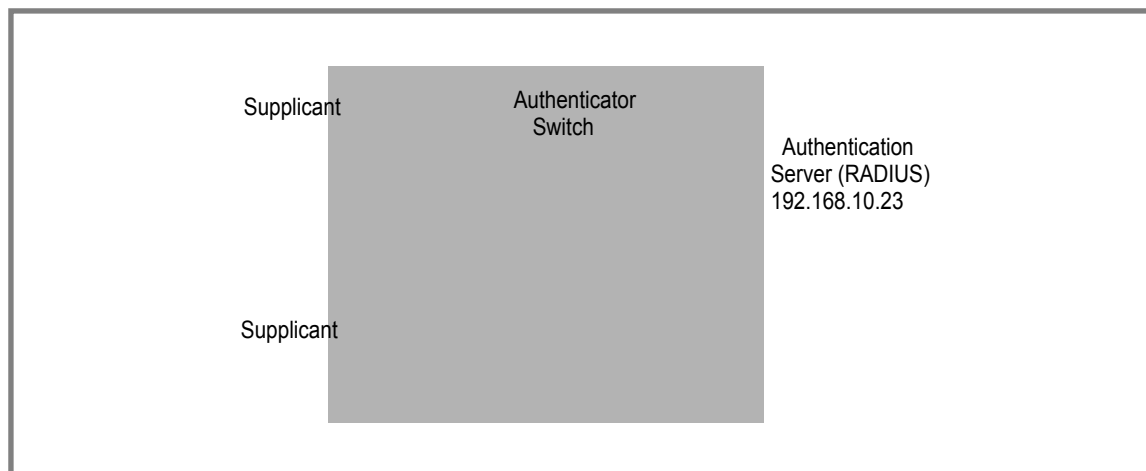 Supplicant
Authenticator
Switch
Authentication
Server (RADIUS)
192.168.10.23
Supplicant